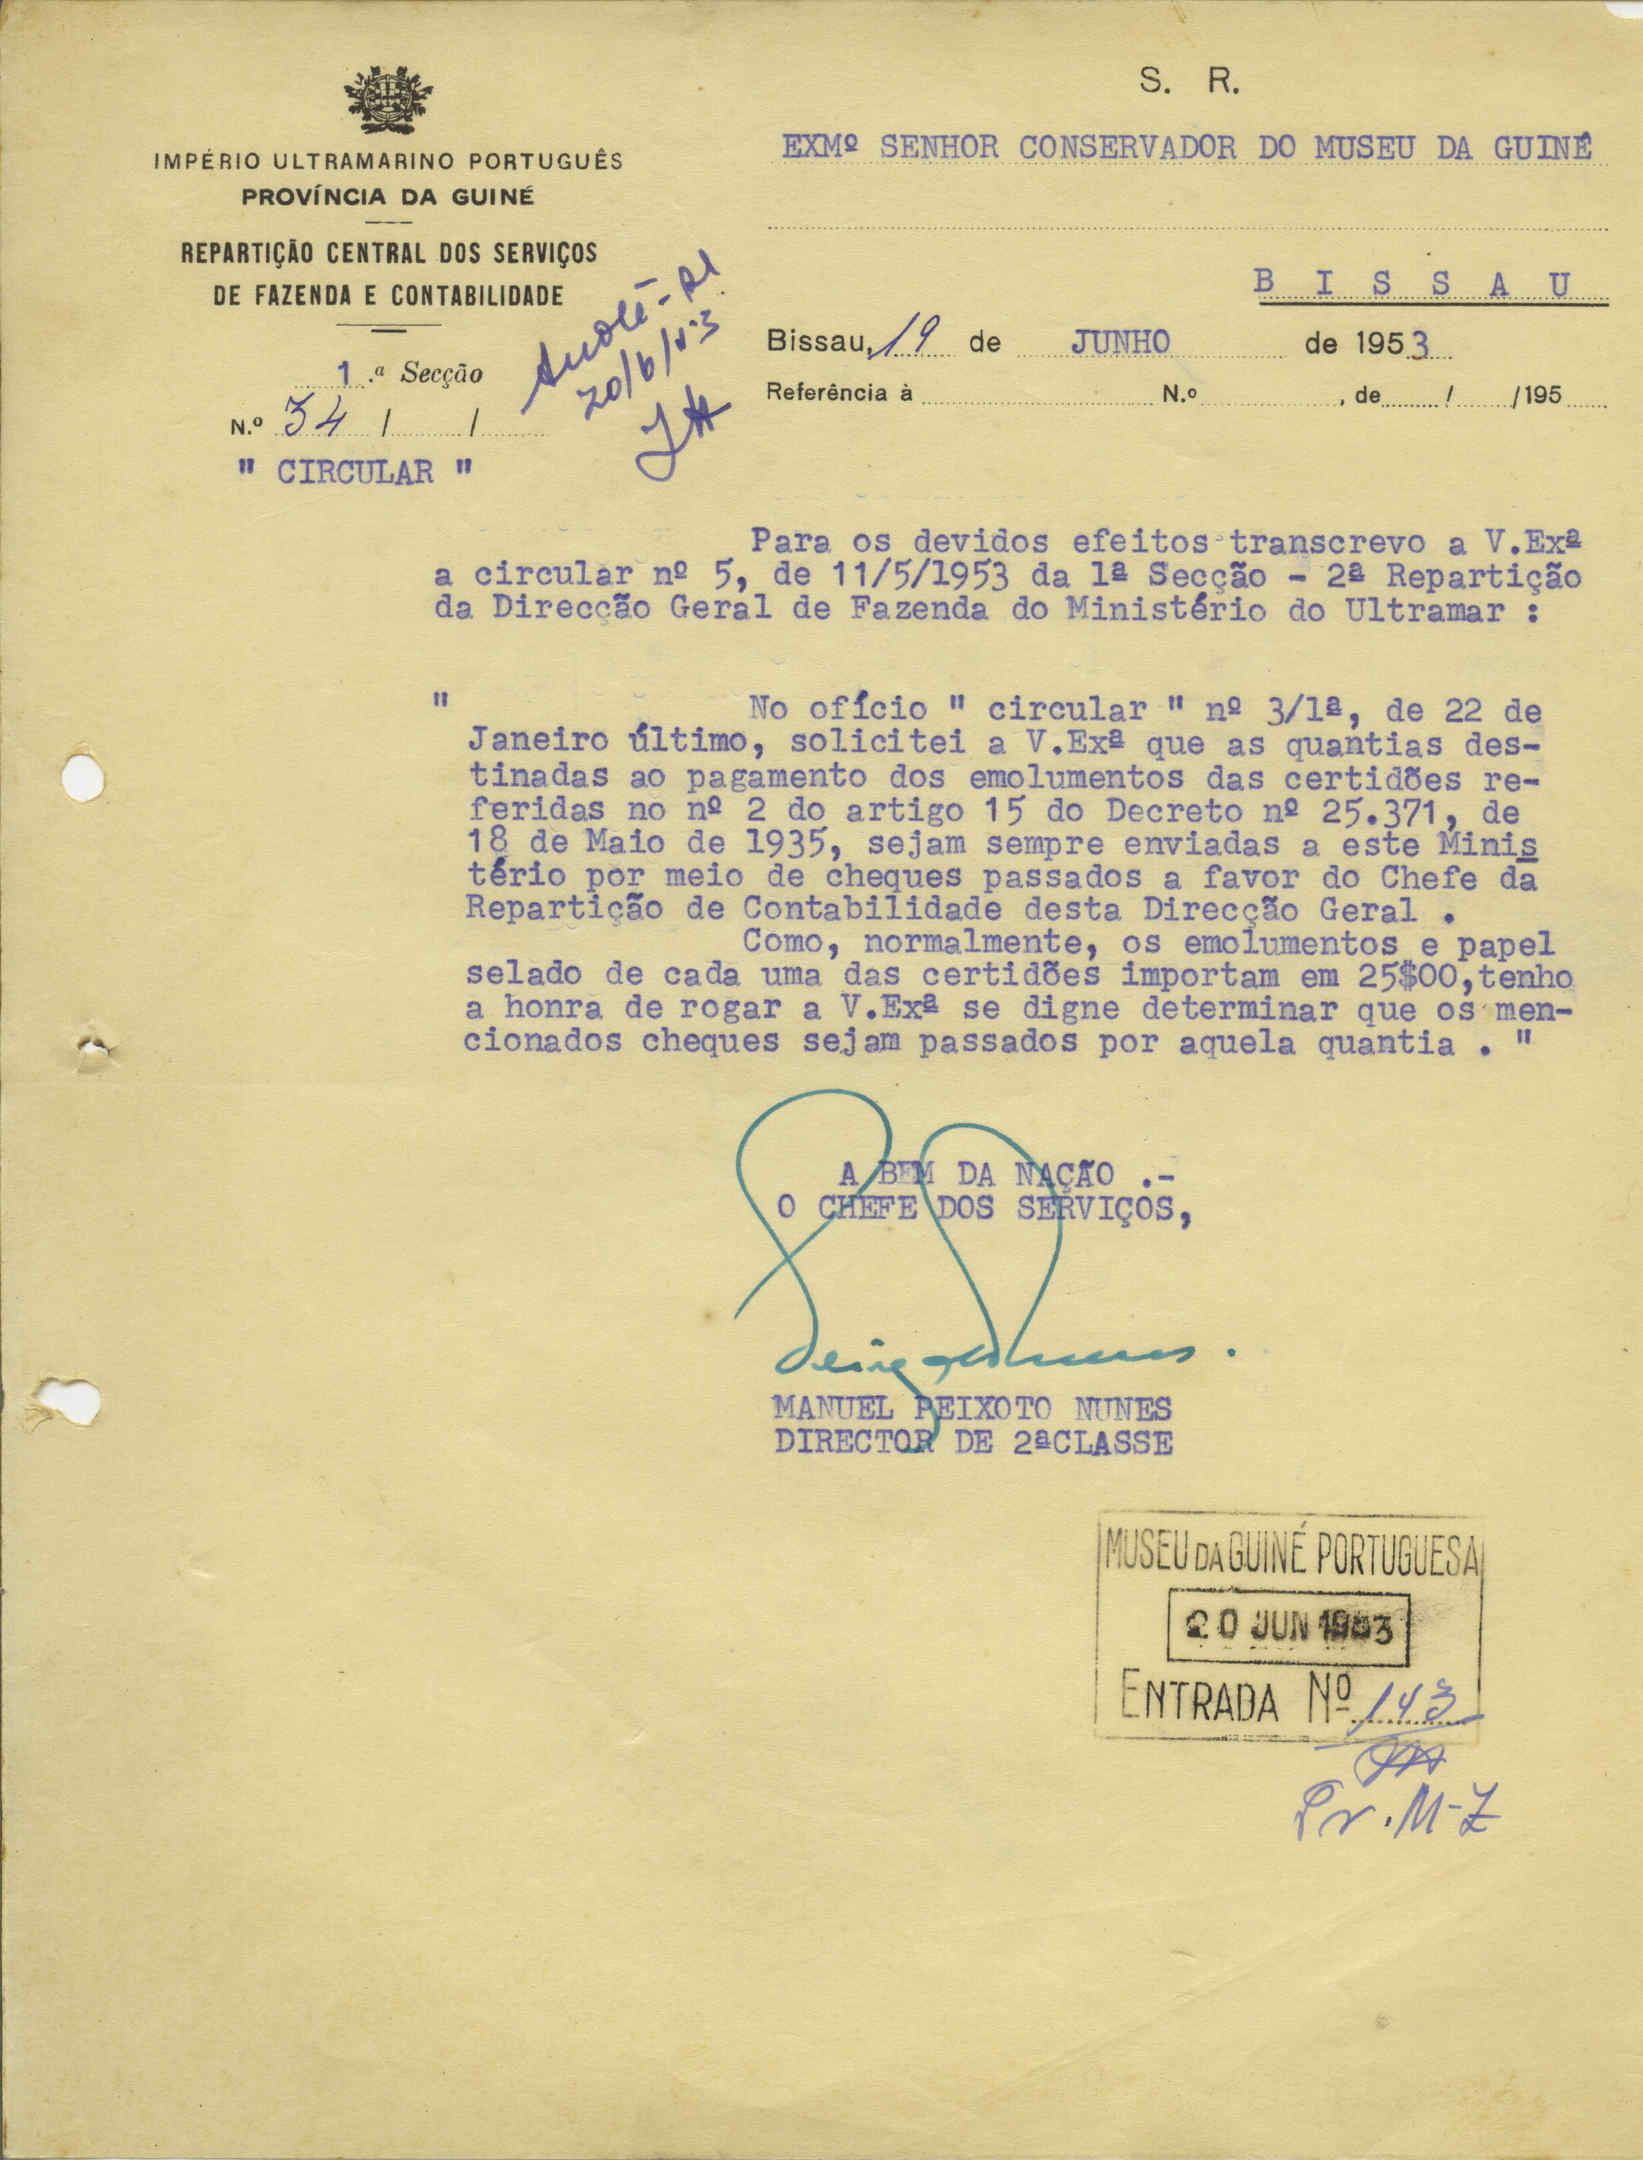 S. R.
IMPÉRIO ULTRAMARINO PORTUGUÊS
PROVÍNCIA DA GUINÉ
REPARTIÇÃO CENTRAL DOS SERVIÇOS
DE FAZENDA E CONTABILIDADE
1.ª Secção
N.º 34 / /
" CIRCULAR "
20/6/53
EXMº SENHOR CONSERVADOR DO MUSEU DA GUINÉ
B I S S A U
Bissau, 19 de JUNHO de 1953
Referência à N.º , de / /195
Para os devidos efeitos transcrevo a V.Exª
a circular nº 5, de 11/5/1953 da 1ª Secção - 2ª Repartição
da Direcção Geral de Fazenda do Ministério do Ultramar :
" No ofício " circular " nº 3/1ª, de 22 de
Janeiro último, solicitei a V.Exª que as quantias des-
tinadas ao pagamento dos emolumentos das certidões re-
feridas no nº 2 do artigo 15 do Decreto nº 25.371, de
18 de Maio de 1935, sejam sempre enviadas a este Minis
tério por meio de cheques passados a favor do Chefe da
Repartição de Contabilidade desta Direcção Geral .
Como, normalmente, os emolumentos e papel
selado de cada uma das certidões importam em 25$00,tenho
a honra de rogar a V.Exª se digne determinar que os men-
cionados cheques sejam passados por aquela quantia . "
A BEM DA NAÇÃO .-
O CHEFE DOS SERVIÇOS,
MANUEL PEIXOTO NUNES
DIRECTOR DE 2ªCLASSE
MUSEU DA GUINÉ PORTUGUESA
20 JUN 1953
ENTRADA Nº 143
Pr. M-Z